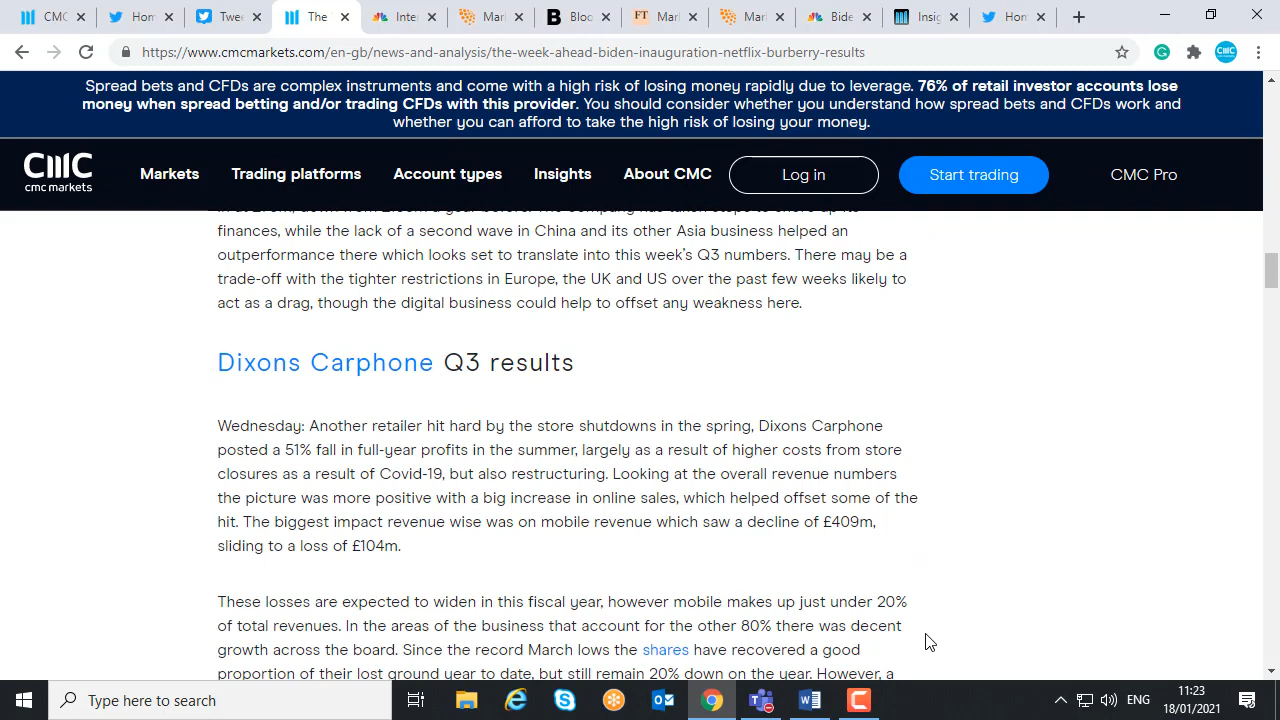 CMC
Hom
Twee
The
Inte
Mark
Bloo
FT Mark
Mark
Bide
Insig
Hom
https://www.cmcmarkets.com/en-gb/news-and-analysis/the-week-ahead-biden-inauguration-netflix-burberry-results
Spread bets and CFDs are complex instruments and come with a high risk of losing money rapidly due to leverage. 76% of retail investor accounts lose
money when spread betting and/or trading CFDs with this provider. You should consider whether you understand how spread bets and CFDs work and
whether you can afford to take the high risk of losing your money.
cmc markets
Markets Trading platforms Account types Insights About CMC Log in Start trading CMC Pro
finances, while the lack of a second wave in China and its other Asia business helped an
outperformance there which looks set to translate into this week's Q3 numbers. There may be a
trade-off with the tighter restrictions in Europe, the UK and US over the past few weeks likely to
act as a drag, though the digital business could help to offset any weakness here.
Dixons Carphone Q3 results
Wednesday: Another retailer hit hard by the store shutdowns in the spring, Dixons Carphone
posted a 51% fall in full-year profits in the summer, largely as a result of higher costs from store
closures as a result of Covid-19, but also restructuring. Looking at the overall revenue numbers
the picture was more positive with a big increase in online sales, which helped offset some of the
hit. The biggest impact revenue wise was on mobile revenue which saw a decline of £409m,
sliding to a loss of £104m.
These losses are expected to widen in this fiscal year, however mobile makes up just under 20%
of total revenues. In the areas of the business that account for the other 80% there was decent
growth across the board. Since the record March lows the shares have recovered a good
proportion of their lost ground year to date, but still remain 20% down on the year. However, a
Type here to search
ENG
11:23
18/01/2021